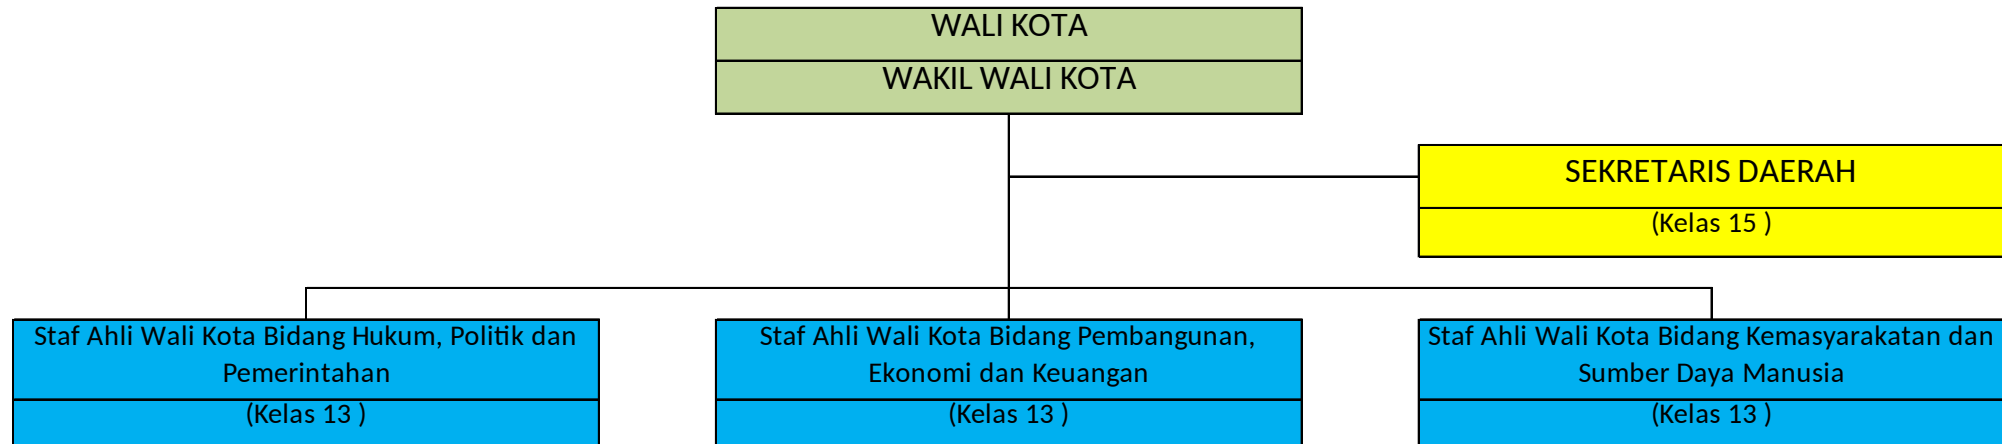 WALI KOTA
WAKIL WALI KOTA
SEKRETARIS DAERAH
(Kelas 15 )
Staf Ahli Wali Kota Bidang Hukum, Politik dan
Pemerintahan
(Kelas 13 )
Staf Ahli Wali Kota Bidang Pembangunan,
Ekonomi dan Keuangan
(Kelas 13 )
Staf Ahli Wali Kota Bidang Kemasyarakatan dan
Sumber Daya Manusia
(Kelas 13 )